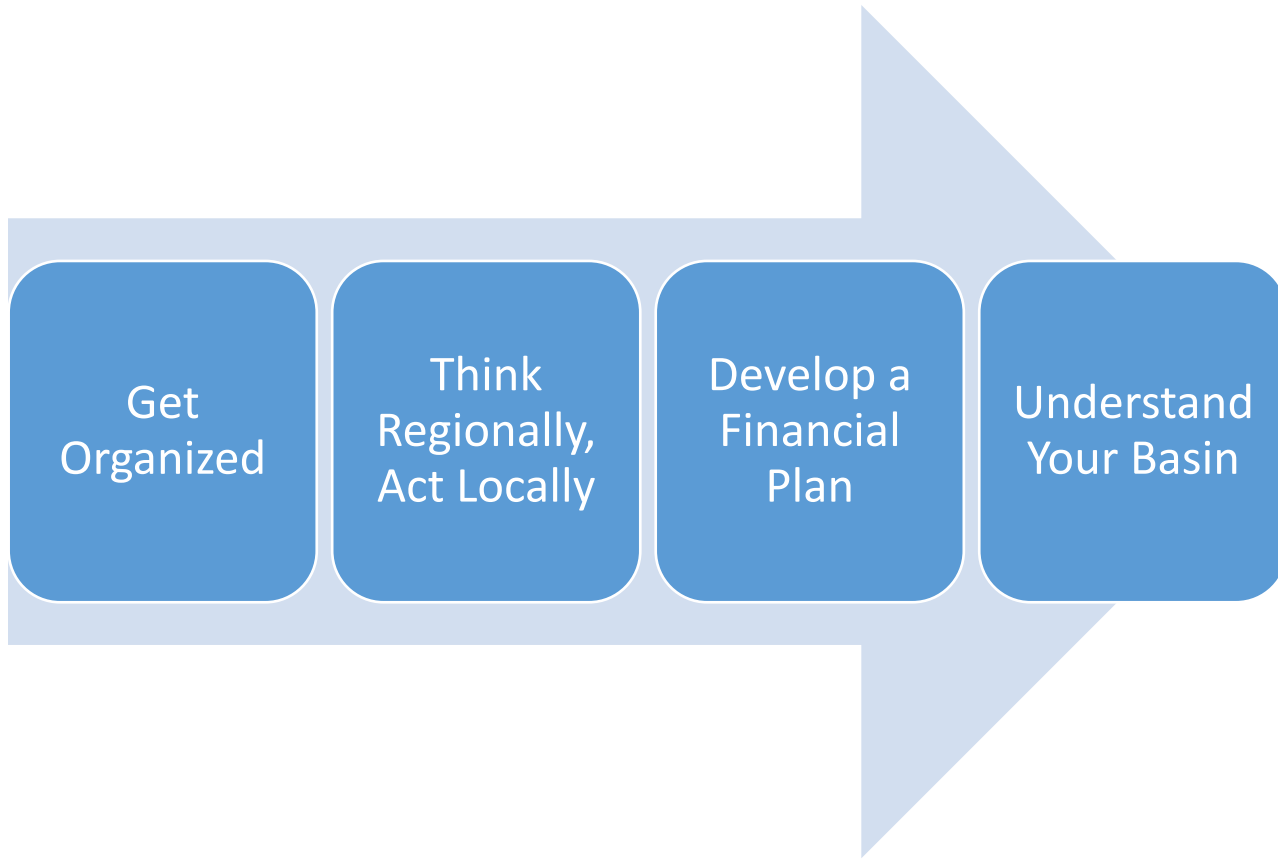 Get
Organized
Think
Regionally,
Act Locally
Develop a
Financial
Plan
Understand
Your Basin